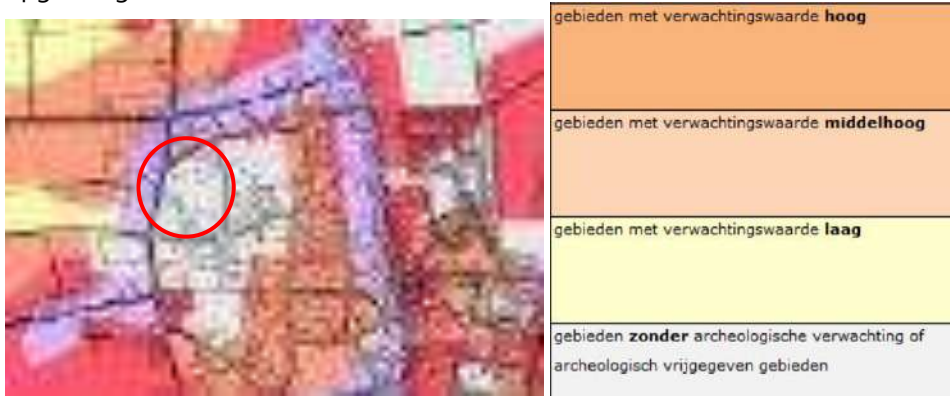 gebieden met verwachtingswaarde hoog
gebieden met verwachtingswaarde middelhoog
gebieden met verwachtingswaarde laag
gebieden zonder archeologische verwachting of
archeologisch vrijgegeven gebieden